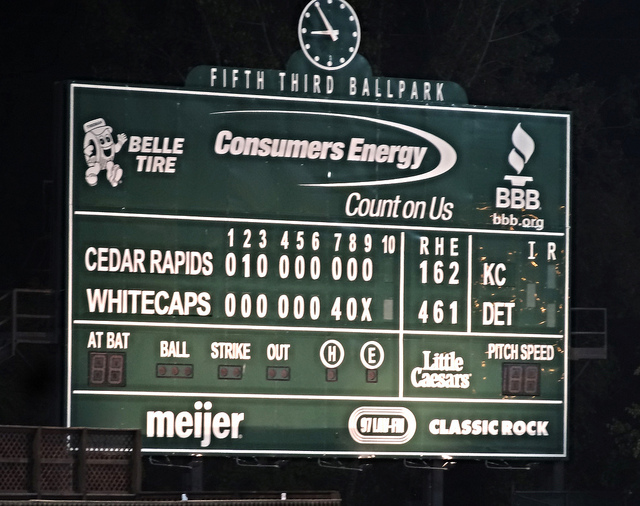 FIFTH THIRD BALLPARK
BELLE TIRE
Consumers Energy
Count on Us
BBB
bbb.org
1 2 3 4 5 6 7 8 9 10 R H E I R
CEDAR RAPIDS 0 1 0 0 0 0 0 0 0 1 6 2 KC
WHITECAPS 0 0 0 0 0 0 4 0 X 4 6 1 DET
AT BAT BALL STRIKE OUT H E
Little Caesars
PITCH SPEED
meijer
CLASSIC ROCK